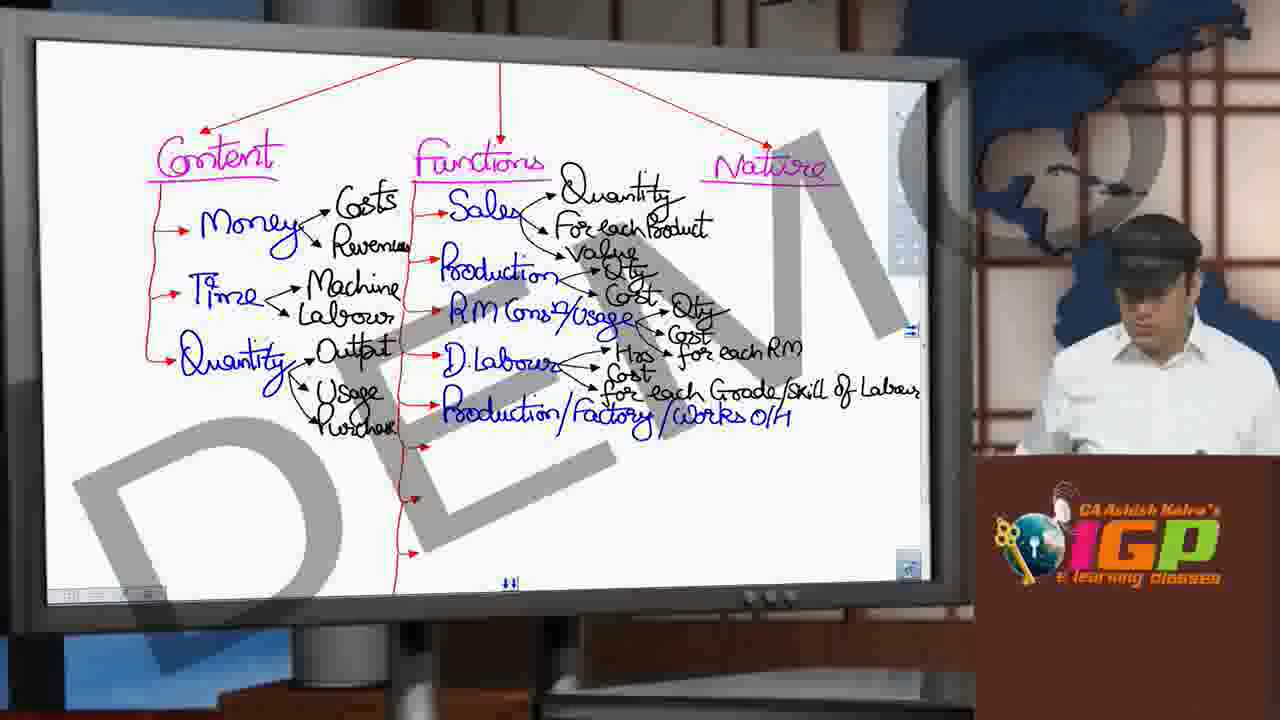 Content
Functions
Nature
Money
Costs
Revenues
Time
Machine
Labour
Quantity
Output
Usage
Purchase
Sales
Quantity
For each Product
Value
Production
Qty
Cost
RM Consn/Usage
Qty
Cost
for each RM
D. Labour
Hrs
Cost
for each Grade/skill of Labour
Production/Factory/Works O/H
DEMO
CA Ashish Kalra's
IGP
e learning classes